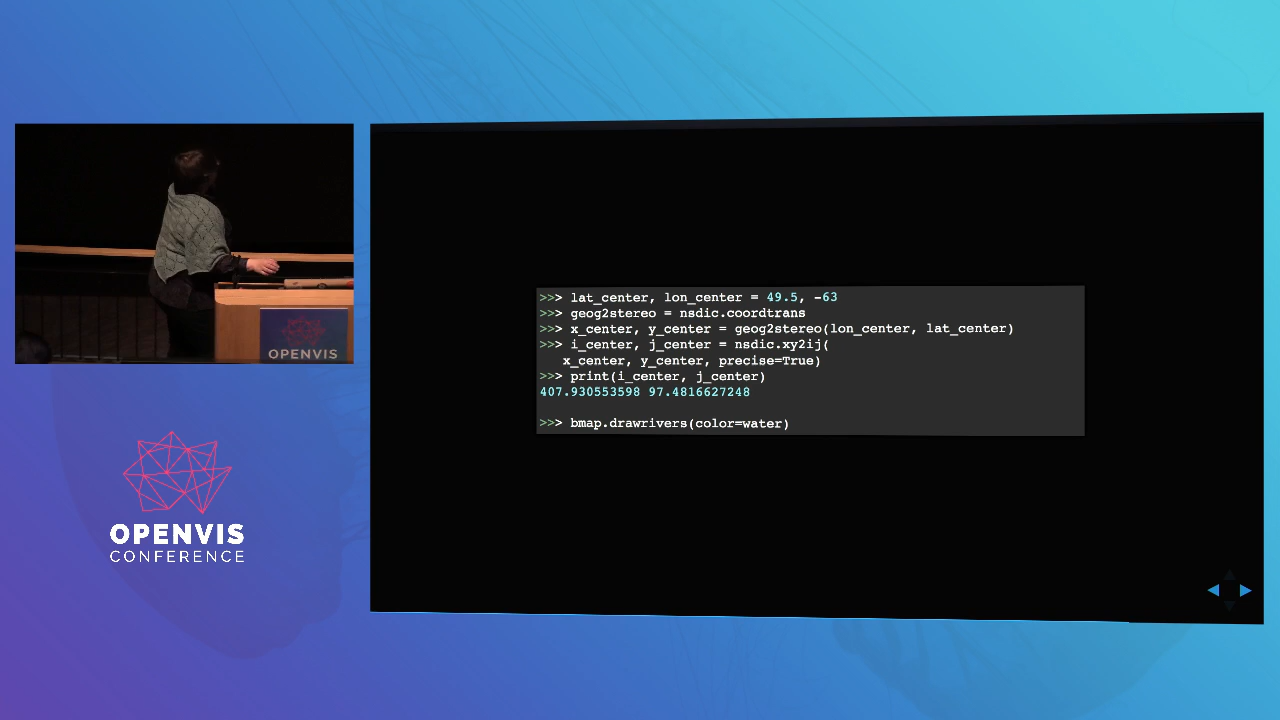 OPENVIS
OPENVIS
CONFERENCE
>>> lat_center, lon_center = 49.5, -63
>>> geog2stereo = nsdic.coordtrans
>>> x_center, y_center = geog2stereo(lon_center, lat_center)
>>> i_center, j_center = nsdic.xy2ij(
x_center, y_center, precise=True)
>>> print(i_center, j_center)
407.930553598 97.4816627248
>>> bmap.drawrivers(color=water)